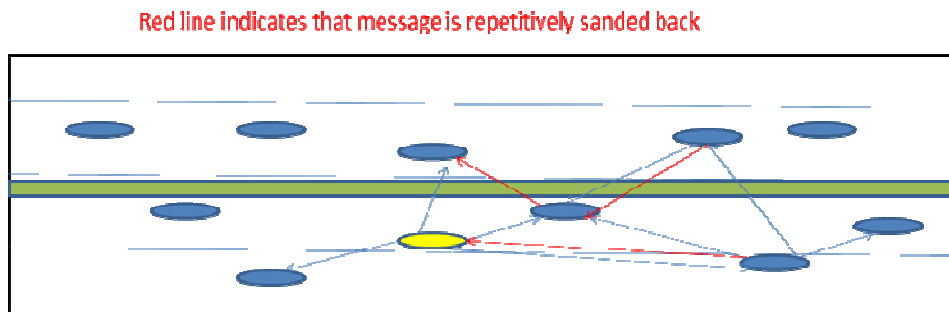 Red line indicates that message is repetitively sanded back